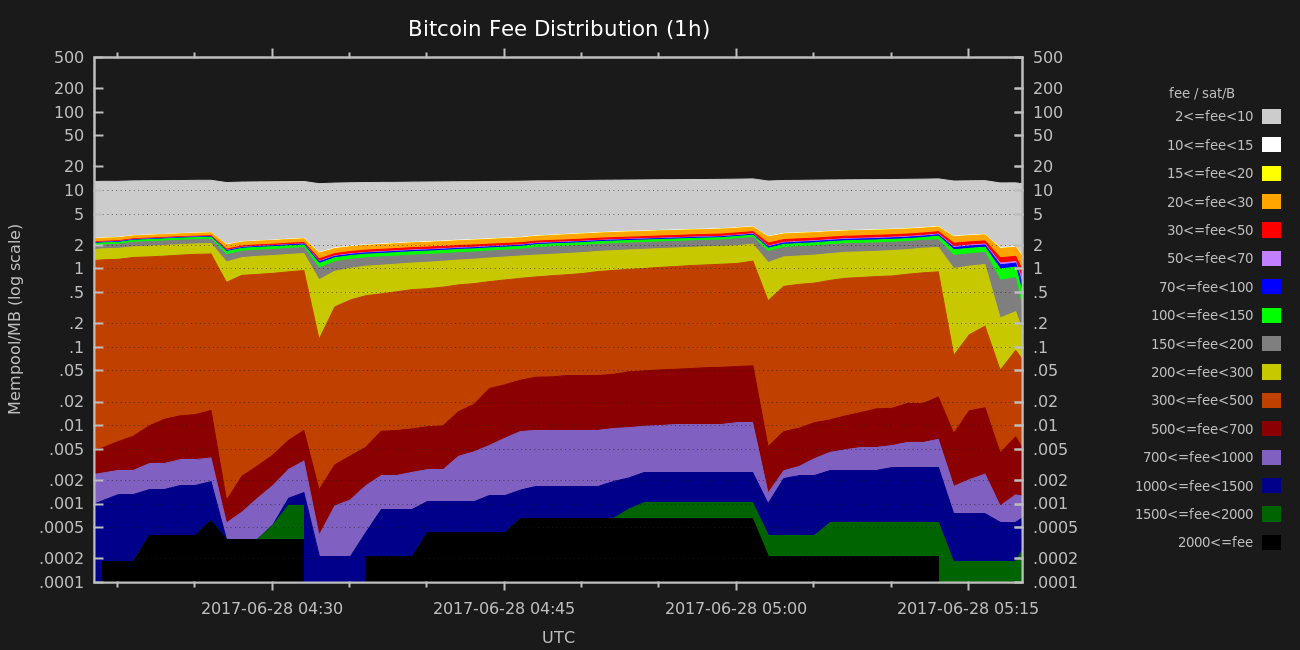 Bitcoin Fee Distribution (1h)
Mempool/MB (log scale)
500
200
100
50
20
10
5
2
1
.5
.2
.1
.05
.02
.01
.005
.002
.001
.0005
.0002
.0001
500
200
100
50
20
10
5
2
1
.5
.2
.1
.05
.02
.01
.005
.002
.001
.0005
.0002
.0001
2017-06-28 04:30
2017-06-28 04:45
2017-06-28 05:00
2017-06-28 05:15
UTC
fee / sat/B
2<=fee<10
10<=fee<15
15<=fee<20
20<=fee<30
30<=fee<50
50<=fee<70
70<=fee<100
100<=fee<150
150<=fee<200
200<=fee<300
300<=fee<500
500<=fee<700
700<=fee<1000
1000<=fee<1500
1500<=fee<2000
2000<=fee